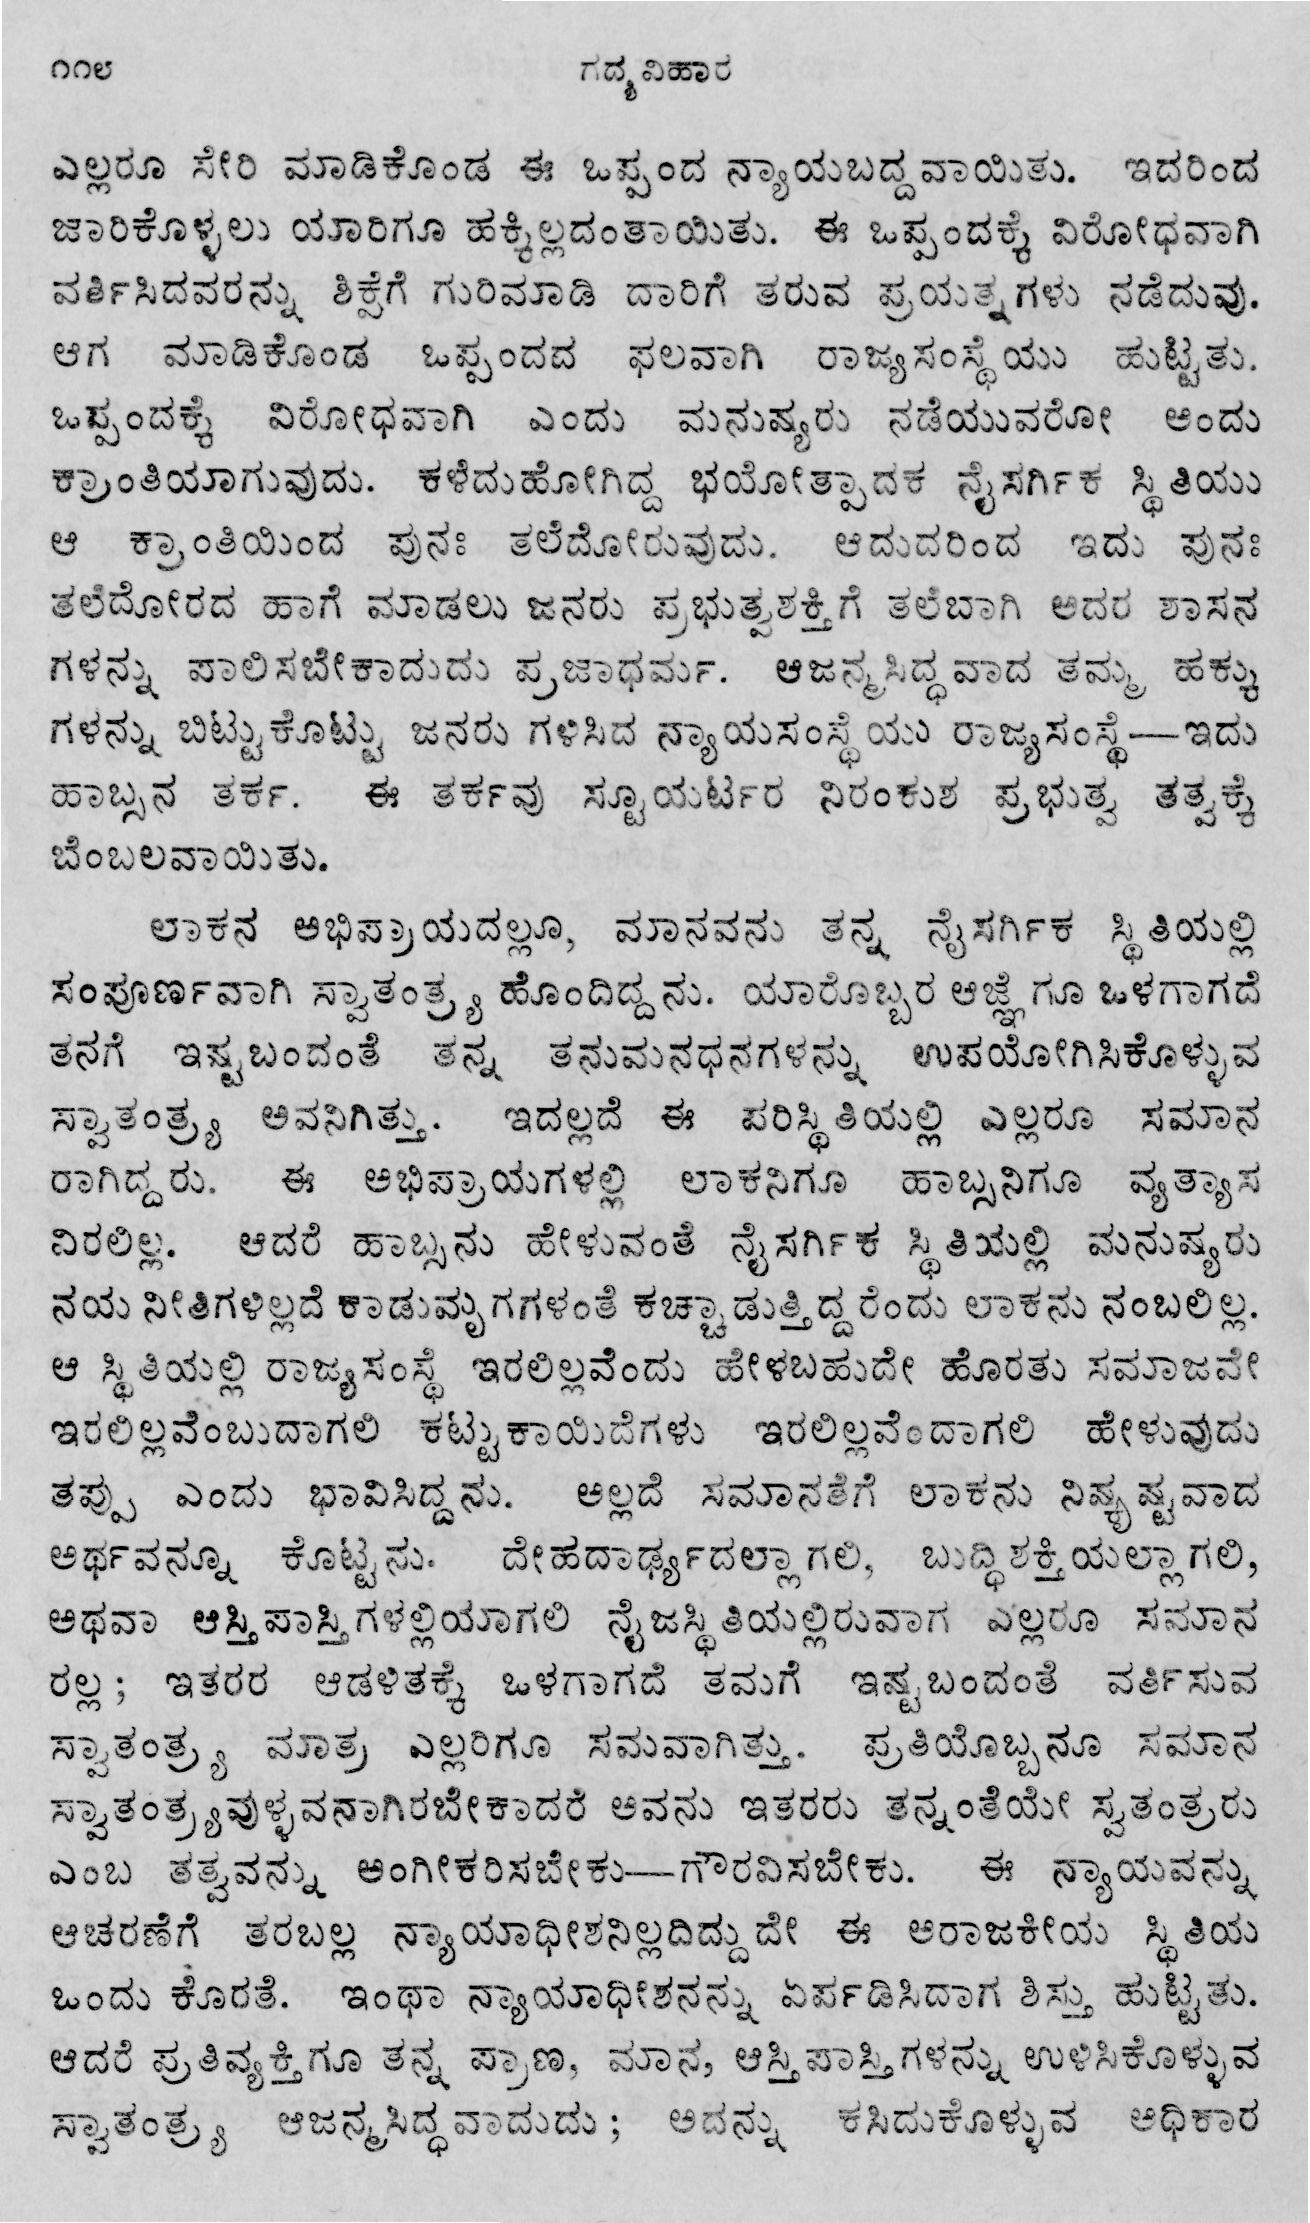 ೧೧೮ ಗದ್ಯ ವಿಹಾರ
ಎಲ್ಲರೂ ಸೇರಿ ಮಾಡಿಕೊಂಡ ಈ ಒಪ್ಪಂದ ನ್ಯಾಯಬದ್ದವಾಯಿತು. ಇದರಿಂದ
ಜಾರಿಕೊಳ್ಳಲು ಯಾರಿಗೂ ಹಕ್ಕಿಲ್ಲದಂತಾಯಿತು. ಈ ಒಪ್ಪಂದಕ್ಕೆ ವಿರೋಧವಾಗಿ
ವರ್ತಿಸಿದವರನ್ನು ಶಿಕ್ಷೆಗೆ ಗುರಿಮಾಡಿ ದಾರಿಗೆ ತರುವ ಪ್ರಯತ್ನಗಳು ನಡೆದುವು.
ಆಗ ಮಾಡಿಕೊಂಡ ಒಪ್ಪಂದದ ಫಲವಾಗಿ ರಾಜ್ಯಸಂಸ್ಥೆಯು ಹುಟ್ಟಿತು.
ಒಪ್ಪಂದಕ್ಕೆ ವಿರೋಧವಾಗಿ ಎಂದು ಮನುಷ್ಯರು ನಡೆಯುವರೋ ಅಂದು
ಕ್ರಾಂತಿಯಾಗುವುದು. ಕಳೆದುಹೋಗಿದ್ದ ಭಯೋತ್ಪಾದಕ ನೈಸರ್ಗಿಕ ಸ್ಥಿತಿಯು
ಆ ಕ್ರಾಂತಿಯಿಂದ ಪುನಃ ತಲೆದೋರುವುದು. ಆದುದರಿಂದ ಇದು ಪುನಃ
ತಲೆದೋರದ ಹಾಗೆ ಮಾಡಲು ಜನರು ಪ್ರಭುತ್ವಶಕ್ತಿಗೆ ತಲೆಬಾಗಿ ಅದರ ಶಾಸನ
ಗಳನ್ನು ಪಾಲಿಸಬೇಕಾದುದು ಪ್ರಜಾಧರ್ಮ. ಆಜನ್ಮಸಿದ್ಧವಾದ ತಮ್ಮ ಹಕ್ಕು
ಗಳನ್ನು ಬಿಟ್ಟುಕೊಟ್ಟು ಜನರು ಗಳಿಸಿದ ನ್ಯಾಯಸಂಸ್ಥೆಯು ರಾಜ್ಯಸಂಸ್ಥೆ—ಇದು
ಹಾಬ್ಸನ ತರ್ಕ. ಈ ತರ್ಕವು ಸ್ಟೂಯರ್ಟರ ನಿರಂಕುಶ ಪ್ರಭುತ್ವ ತತ್ವಕ್ಕೆ
ಬೆಂಬಲವಾಯಿತು.
ಲಾಕನ ಅಭಿಪ್ರಾಯದಲ್ಲೂ, ಮಾನವನು ತನ್ನ ನೈಸರ್ಗಿಕ ಸ್ಥಿತಿಯಲ್ಲಿ
ಸಂಪೂರ್ಣವಾಗಿ ಸ್ವಾತಂತ್ರ್ಯ ಹೊಂದಿದ್ದನು. ಯಾರೊಬ್ಬರ ಆಜ್ಞೆಗೂ ಒಳಗಾಗದೆ
ತನಗೆ ಇಷ್ಟಬಂದಂತೆ ತನ್ನ ತನುಮನಧನಗಳನ್ನು ಉಪಯೋಗಿಸಿಕೊಳ್ಳುವ
ಸ್ವಾತಂತ್ರ್ಯ ಅವನಿಗಿತ್ತು. ಇದಲ್ಲದೆ ಈ ಪರಿಸ್ಥಿತಿಯಲ್ಲಿ ಎಲ್ಲರೂ ಸಮಾನ
ರಾಗಿದ್ದರು. ಈ ಅಭಿಪ್ರಾಯಗಳಲ್ಲಿ ಲಾಕನಿಗೂ ಹಾಬ್ಸನಿಗೂ ವ್ಯತ್ಯಾಸ
ವಿರಲಿಲ್ಲ. ಆದರೆ ಹಾಬ್ಸನು ಹೇಳುವಂತೆ ನೈಸರ್ಗಿಕ ಸ್ಥಿತಿಯಲ್ಲಿ ಮನುಷ್ಯರು
ನಯ ನೀತಿಗಳಿಲ್ಲದೆ ಕಾಡುಮೃಗಗಳಂತೆ ಕಚ್ಚಾಡುತ್ತಿದ್ದರೆಂದು ಲಾಕನು ನಂಬಲಿಲ್ಲ.
ಆ ಸ್ಥಿತಿಯಲ್ಲಿ ರಾಜ್ಯಸಂಸ್ಥೆ ಇರಲಿಲ್ಲವೆಂದು ಹೇಳಬಹುದೇ ಹೊರತು ಸಮಾಜವೇ
ಇರಲಿಲ್ಲವೆಂಬುದಾಗಲಿ ಕಟ್ಟುಕಾಯಿದೆಗಳು ಇರಲಿಲ್ಲವೆಂದಾಗಲಿ ಹೇಳುವುದು
ತಪ್ಪು ಎಂದು ಭಾವಿಸಿದ್ದನು. ಅಲ್ಲದೆ ಸಮಾನತೆಗೆ ಲಾಕನು ನಿಷ್ಕೃಷ್ಟವಾದ
ಅರ್ಥವನ್ನೂ ಕೊಟ್ಟನು. ದೇಹದಾರ್ಢ್ಯದಲ್ಲಾಗಲಿ, ಬುದ್ಧಿಶಕ್ತಿಯಲ್ಲಾಗಲಿ,
ಅಥವಾ ಆಸ್ತಿಪಾಸ್ತಿಗಳಲ್ಲಿಯಾಗಲಿ ನೈಜಸ್ಥಿತಿಯಲ್ಲಿರುವಾಗ ಎಲ್ಲರೂ ಸಮಾನ
ರಲ್ಲ; ಇತರರ ಆಡಳಿತಕ್ಕೆ ಒಳಗಾಗದೆ ತಮಗೆ ಇಷ್ಟಬಂದಂತೆ ವರ್ತಿಸುವ
ಸ್ವಾತಂತ್ರ್ಯ ಮಾತ್ರ ಎಲ್ಲರಿಗೂ ಸಮವಾಗಿತ್ತು. ಪ್ರತಿಯೊಬ್ಬನೂ ಸಮಾನ
ಸ್ವಾತಂತ್ರ್ಯವುಳ್ಳವನಾಗಿರಬೇಕಾದರೆ ಅವನು ಇತರರು ತನ್ನಂತೆಯೇ ಸ್ವತಂತ್ರರು
ಎಂಬ ತತ್ವವನ್ನು ಅಂಗೀಕರಿಸಬೇಕು—ಗೌರವಿಸಬೇಕು. ಈ ನ್ಯಾಯವನ್ನು
ಆಚರಣೆಗೆ ತರಬಲ್ಲ ನ್ಯಾಯಾಧೀಶನಿಲ್ಲದಿದ್ದುದೇ ಈ ಅರಾಜಕೀಯ ಸ್ಥಿತಿಯ
ಒಂದು ಕೊರತೆ. ಇಂಥಾ ನ್ಯಾಯಾಧೀಶನನ್ನು ಏರ್ಪಡಿಸಿದಾಗ ಶಿಸ್ತು ಹುಟ್ಟಿತು.
ಆದರೆ ಪ್ರತಿವ್ಯಕ್ತಿಗೂ ತನ್ನ ಪ್ರಾಣ, ಮಾನ, ಆಸ್ತಿಪಾಸ್ತಿಗಳನ್ನು ಉಳಿಸಿಕೊಳ್ಳುವ
ಸ್ವಾತಂತ್ರ್ಯ ಆಜನ್ಮಸಿದ್ಧವಾದುದು; ಅದನ್ನು ಕಸಿದುಕೊಳ್ಳುವ ಅಧಿಕಾರ